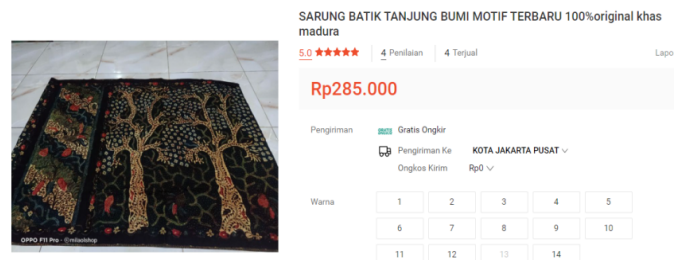 SARUNG BATIK TANJUNG BUMI MOTIF TERBARU 100%original khas
madura
5.0 4 Penilaian 4 Terjual Lapo
Rp285.000
Pengiriman Gratis Ongkir
Pengiriman Ke KOTA JAKARTA PUSAT
Ongkos Kirim Rp0
Warna 1 2 3 4 5
6 7 8 9 10
11 12 13 14
OPPO F11 Pro · @milaolshop